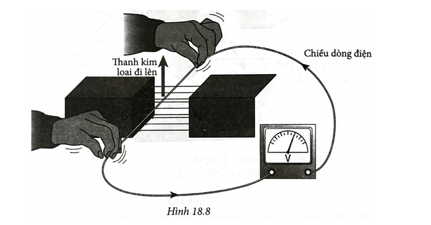 Thanh kim
loại đi lên
Chiều dòng điện
V
Hình 18.8